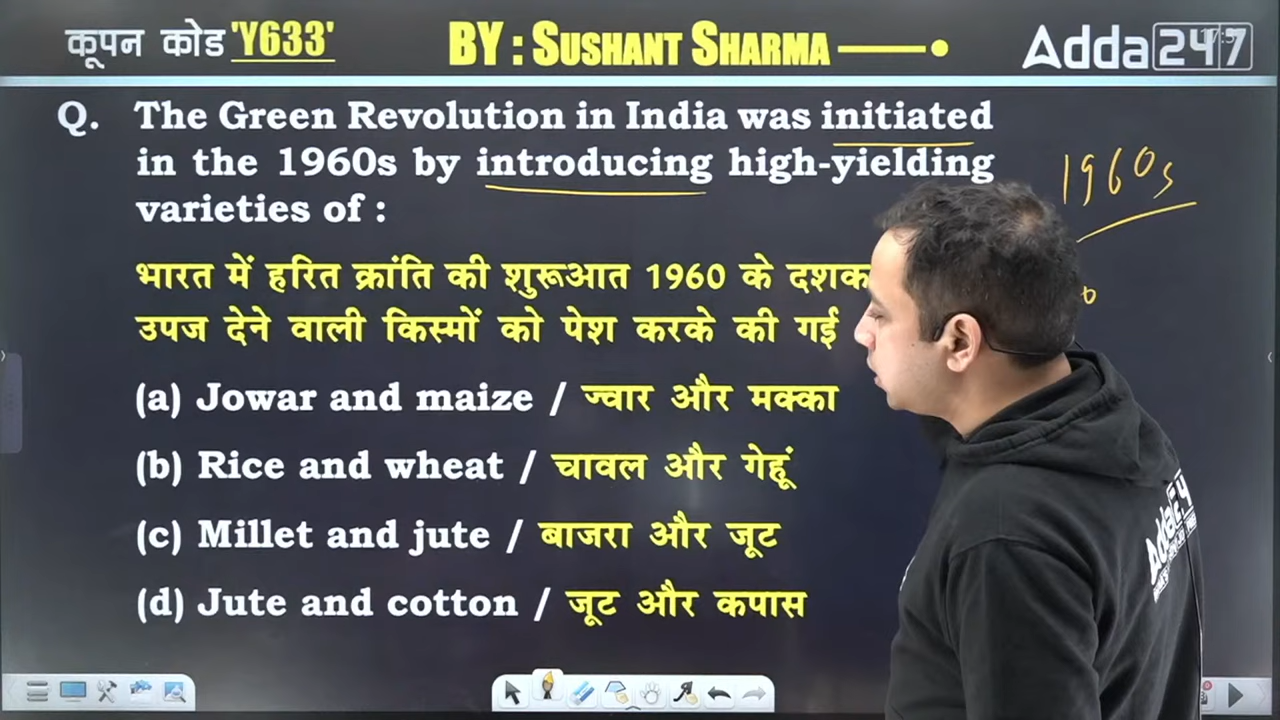 कूपन कोड 'Y633'
BY : SUSHANT SHARMA
Adda247
Q. The Green Revolution in India was initiated
in the 1960s by introducing high-yielding
varieties of :
1960s
भारत में हरित क्रांति की शुरूआत 1960 के दशक
उपज देने वाली किस्मों को पेश करके की गई
(a) Jowar and maize / ज्वार और मक्का
(b) Rice and wheat / चावल और गेहूं
(c) Millet and jute / बाजरा और जूट
(d) Jute and cotton / जूट और कपास
Adda24